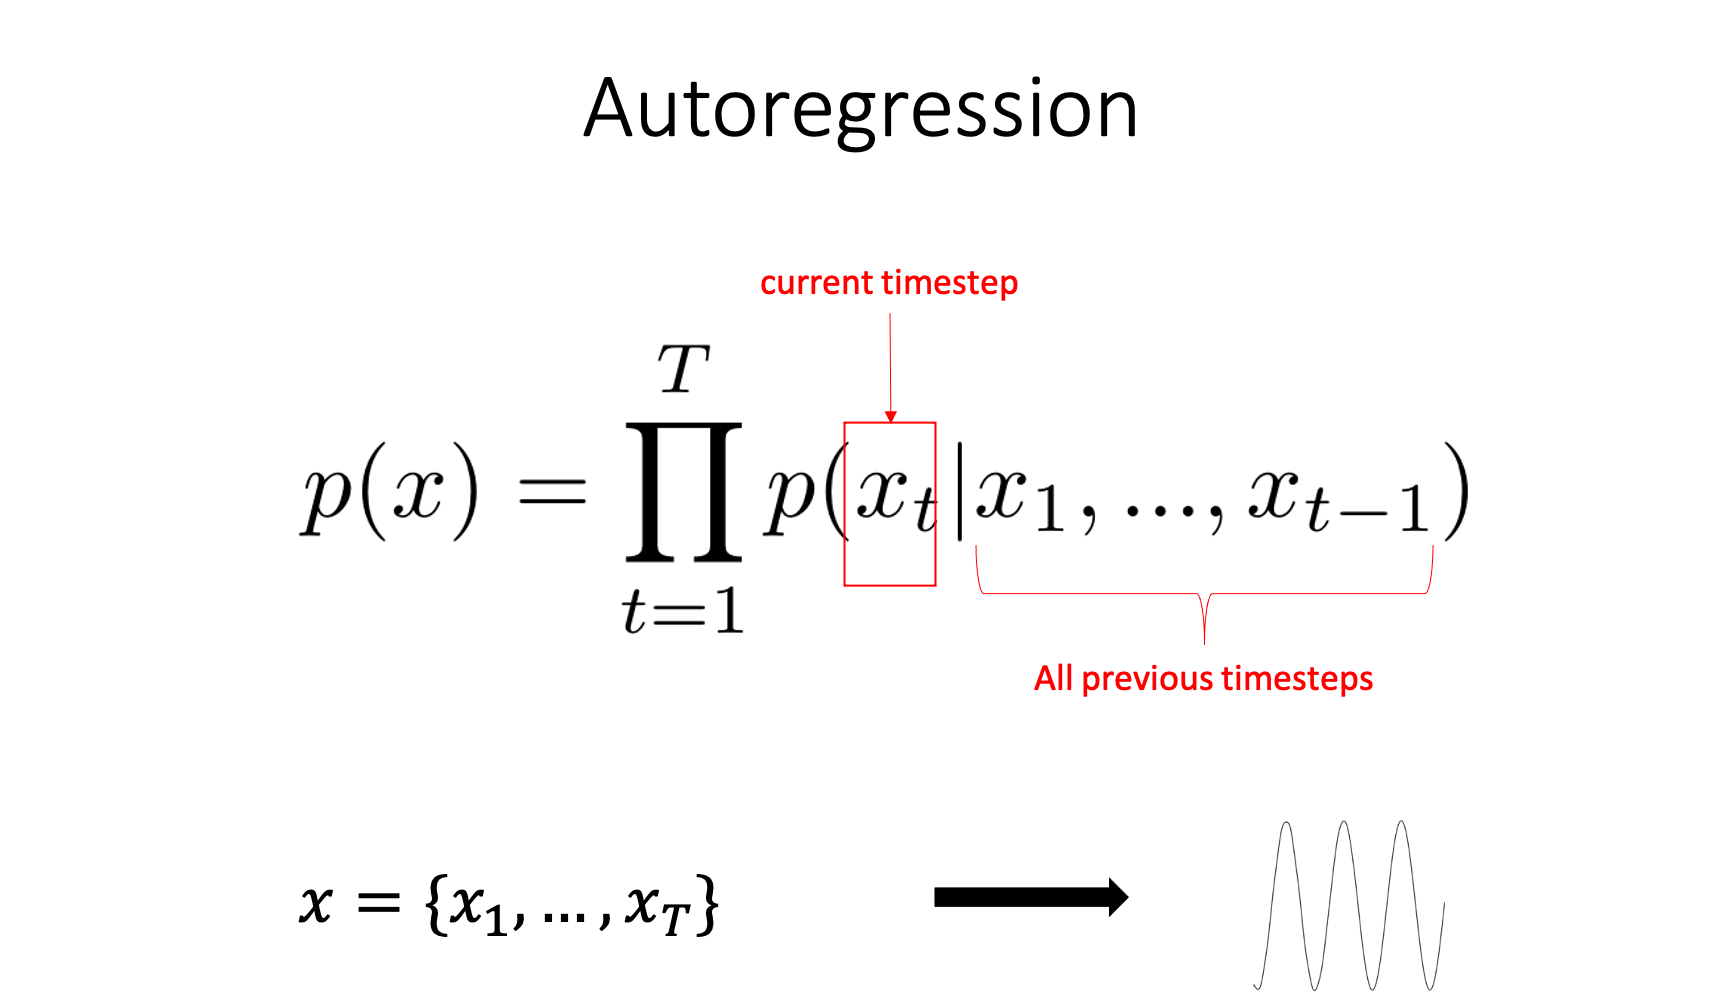 Autoregression
current timestep
p(x) = ∏_{t=1}^{T} p(x_t|x_1, ..., x_{t−1})
All previous timesteps
x = {x_1, … , x_T}